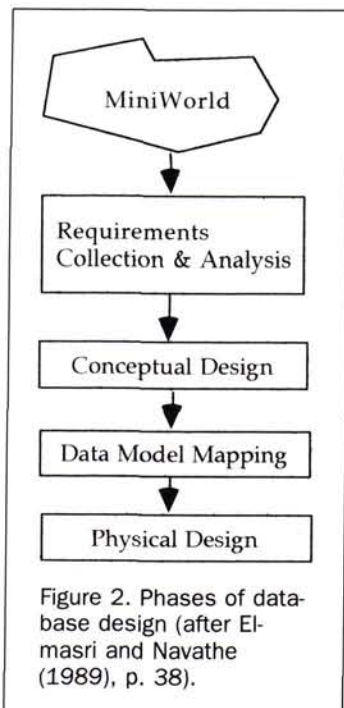 MiniWorld
Requirements
Collection & Analysis
Conceptual Design
Data Model Mapping
Physical Design
Figure 2. Phases of data-
base design (after El-
masri and Navathe
(1989), p. 38).